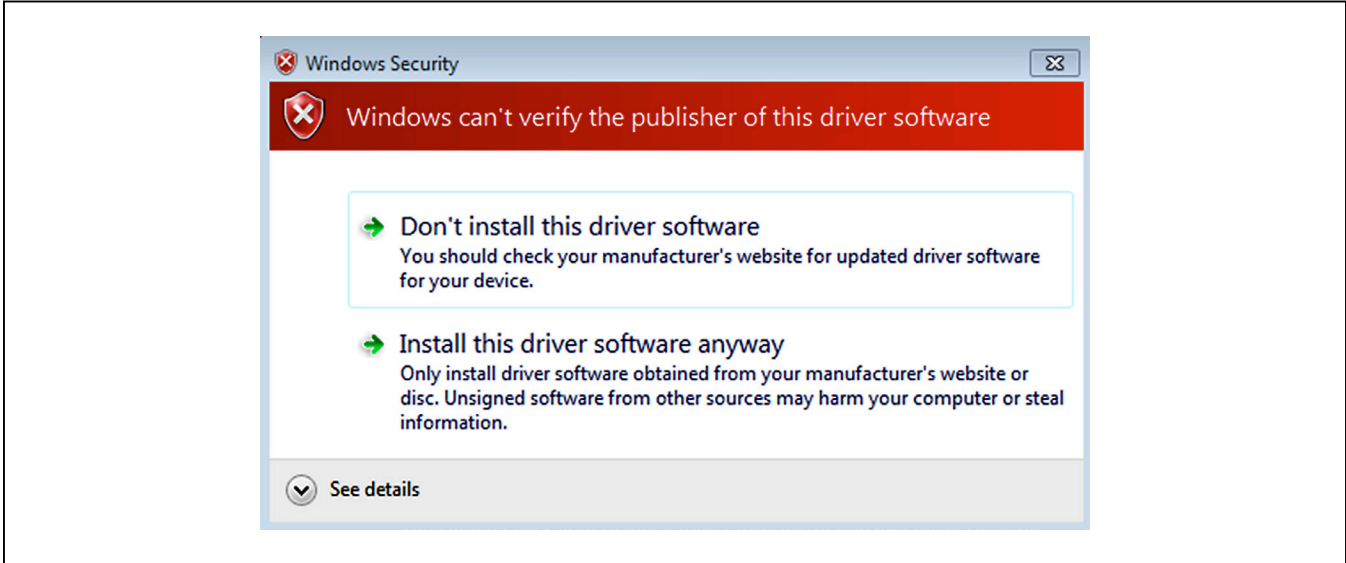 Windows Security
Windows can't verify the publisher of this driver software
Don't install this driver software
You should check your manufacturer's website for updated driver software
for your device.
Install this driver software anyway
Only install driver software obtained from your manufacturer's website or
disc. Unsigned software from other sources may harm your computer or steal
information.
See details